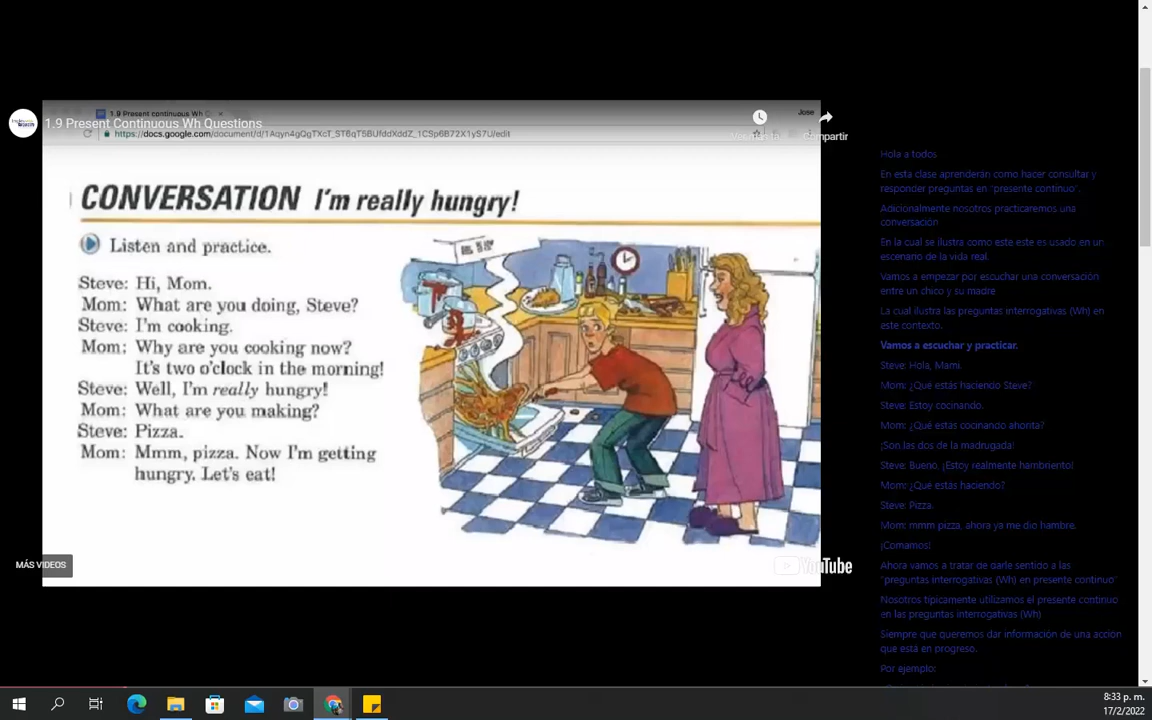 1.9 Present continuous Wh
Jose
1.9 Present Continuous Wh Questions
Compartir
CONVERSATION I'm really hungry!
Listen and practice.
Steve: Hi, Mom.
Mom: What are you doing, Steve?
Steve: I'm cooking.
Mom: Why are you cooking now?
It's two o'clock in the morning!
Steve: Well, I'm really hungry!
Mom: What are you making?
Steve: Pizza.
Mom: Mmm, pizza. Now I'm getting
hungry. Let's eat!
MÁS VIDEOS
YouTube
Hola a todos
En esta clase aprenderán como hacer consultar y
responder preguntas en "presente continuo".
Adicionalmente nosotros practicaremos una
conversación
En la cual se ilustra como este este es usado en un
escenario de la vida real.
Vamos a empezar por escuchar una conversación
entre un chico y su madre
La cual ilustra las preguntas interrogativas (Wh) en
este contexto.
Vamos a escuchar y practicar.
Steve: Hola, Mami.
Mom: ¿Qué estás haciendo Steve?
Steve: Estoy cocinando.
Mom: ¿Qué estas cocinando ahorita?
¡Son las dos de la madrugada!
Steve: Bueno, ¡Estoy realmente hambriento!
Mom: ¿Que estas haciendo?
Steve: Pizza.
Mom: mmm pizza, ahora ya me dio hambre.
¡Comamos!
Ahora vamos a tratar de darle sentido a las
"preguntas interrogativas (Wh) en presente continuo"
Nosotros típicamente utilizamos el presente continuo
en las preguntas interrogativas (Wh)
Siempre que queremos dar información de una acción
que está en progreso.
Por ejemplo:
8:33 p. m.
17/2/2022